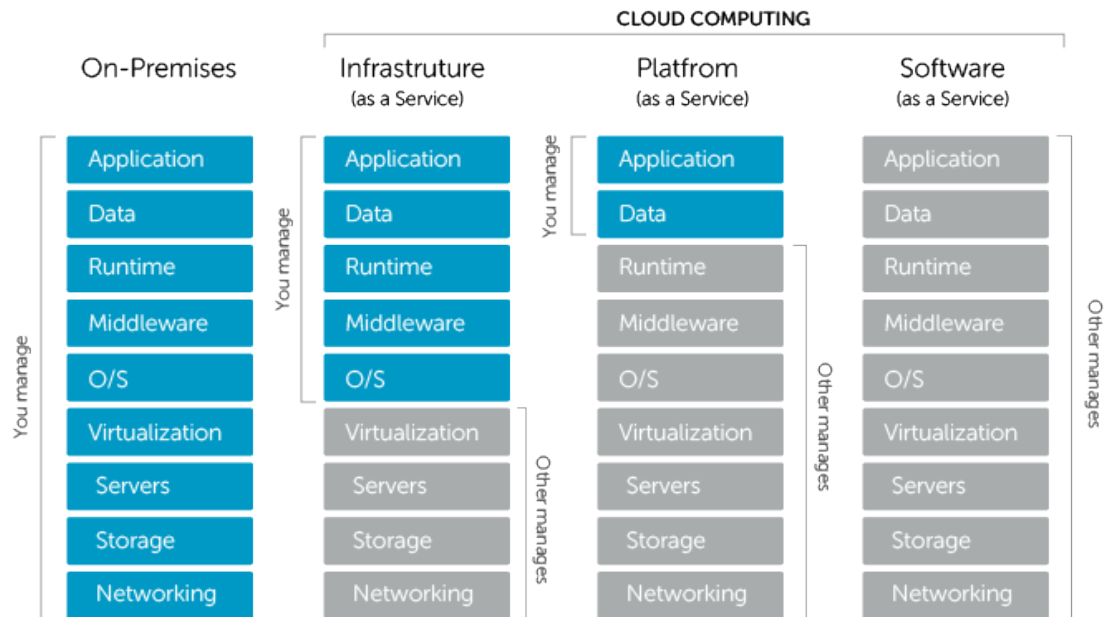 CLOUD COMPUTING
On-Premises
Infrastruture
(as a Service)
Platfrom
(as a Service)
Software
(as a Service)
You manage
Application
Data
Runtime
Middleware
O/S
Virtualization
Servers
Storage
Networking
You manage
Application
Data
Runtime
Middleware
O/S
Virtualization
Servers
Storage
Networking
Other manages
You manage
Application
Data
Runtime
Middleware
O/S
Virtualization
Servers
Storage
Networking
Other manages
Application
Data
Runtime
Middleware
O/S
Virtualization
Servers
Storage
Networking
Other manages